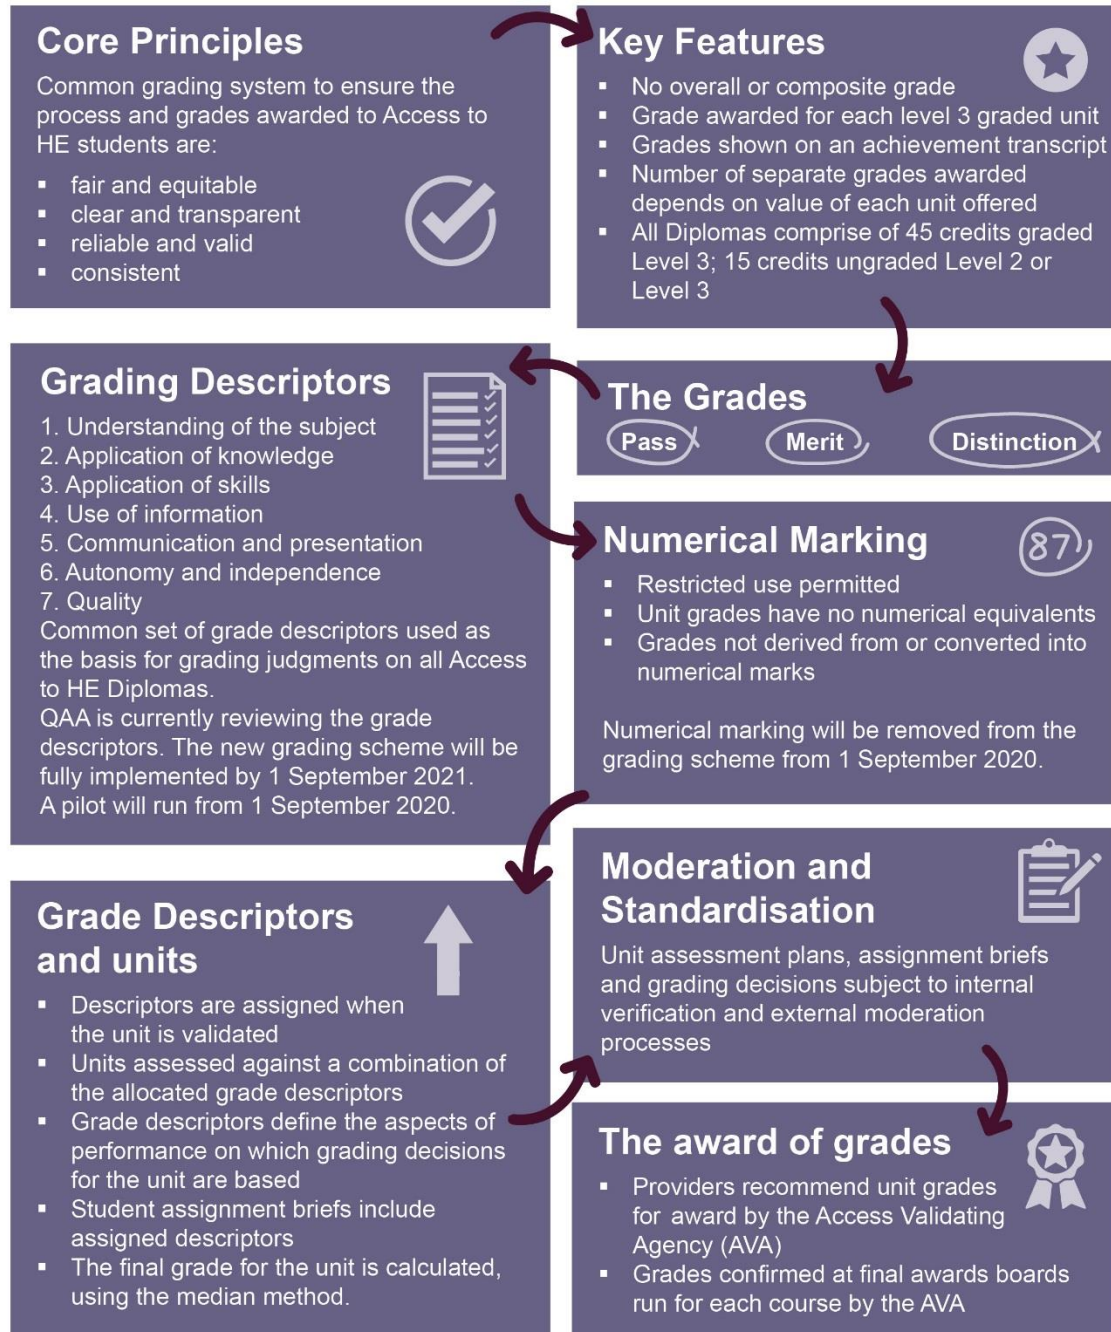 Core Principles
Common grading system to ensure the
process and grades awarded to Access to
HE students are:
▪ fair and equitable
▪ clear and transparent
▪ reliable and valid
▪ consistent
Key Features
▪ No overall or composite grade
▪ Grade awarded for each level 3 graded unit
▪ Grades shown on an achievement transcript
▪ Number of separate grades awarded
depends on value of each unit offered
▪ All Diplomas comprise of 45 credits graded
Level 3; 15 credits ungraded Level 2 or
Level 3
The Grades
Pass Merit Distinction
Grading Descriptors
1. Understanding of the subject
2. Application of knowledge
3. Application of skills
4. Use of information
5. Communication and presentation
6. Autonomy and independence
7. Quality
Common set of grade descriptors used as
the basis for grading judgments on all Access
to HE Diplomas.
QAA is currently reviewing the grade
descriptors. The new grading scheme will be
fully implemented by 1 September 2021.
A pilot will run from 1 September 2020.
Numerical Marking
87
▪ Restricted use permitted
▪ Unit grades have no numerical equivalents
▪ Grades not derived from or converted into
numerical marks
Numerical marking will be removed from the
grading scheme from 1 September 2020.
Grade Descriptors
and units
▪ Descriptors are assigned when
the unit is validated
▪ Units assessed against a combination of
the allocated grade descriptors
▪ Grade descriptors define the aspects of
performance on which grading decisions
for the unit are based
▪ Student assignment briefs include
assigned descriptors
▪ The final grade for the unit is calculated,
using the median method.
Moderation and
Standardisation
Unit assessment plans, assignment briefs
and grading decisions subject to internal
verification and external moderation
processes
The award of grades
▪ Providers recommend unit grades
for award by the Access Validating
Agency (AVA)
▪ Grades confirmed at final awards boards
run for each course by the AVA